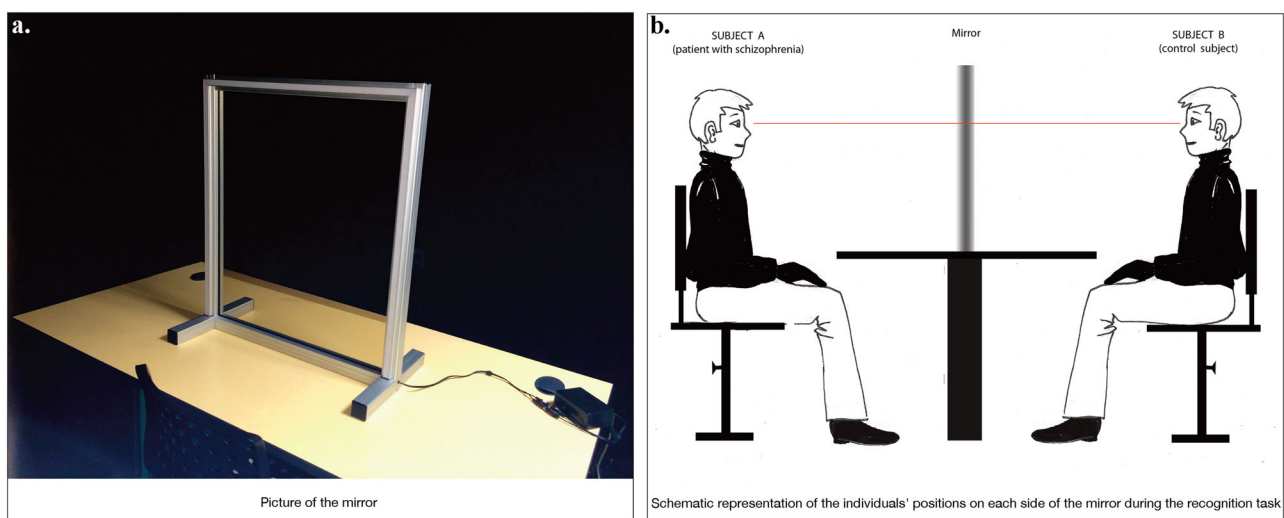 a.
Picture of the mirror
b.
SUBJECT A
(patient with schizophrenia)
Mirror
SUBJECT B
(control subject)
Schematic representation of the individuals' positions on each side of the mirror during the recognition task